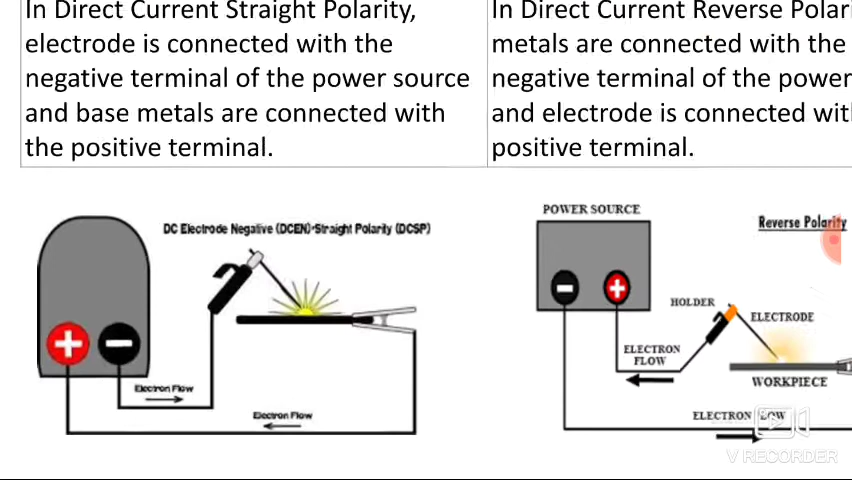 In Direct Current Straight Polarity,
electrode is connected with the
negative terminal of the power source
and base metals are connected with
the positive terminal.
In Direct Current Reverse Polari
metals are connected with the
negative terminal of the power
and electrode is connected wit
positive terminal.
DC Electrode Negative (DCEN)-Straight Polarity (DCSP)
Electron Flow
Electron Flow
POWER SOURCE
Reverse Polarity
HOLDER
ELECTRODE
ELECTRON
FLOW
WORKPIECE
ELECTRON FLOW
V RECORDER